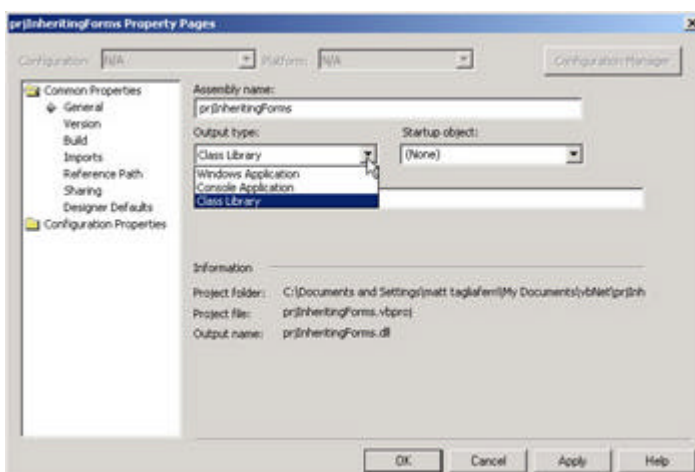 prjInheritingForms Property Pages
Configuration: N/A Platform: N/A Configuration Manager
Common Properties
General
Version
Build
Imports
Reference Path
Sharing
Designer Defaults
Configuration Properties
Assembly name:
prjInheritingForms
Output type: Startup object:
Class Library (None)
Windows Application
Console Application
Class Library
Information
Project folder: C:\Documents and Settings\matt tagliaferri\My Documents\vbNet\prjInh
Project file: prjInheritingForms.vbproj
Output name: prjInheritingForms.dll
OK Cancel Apply Help